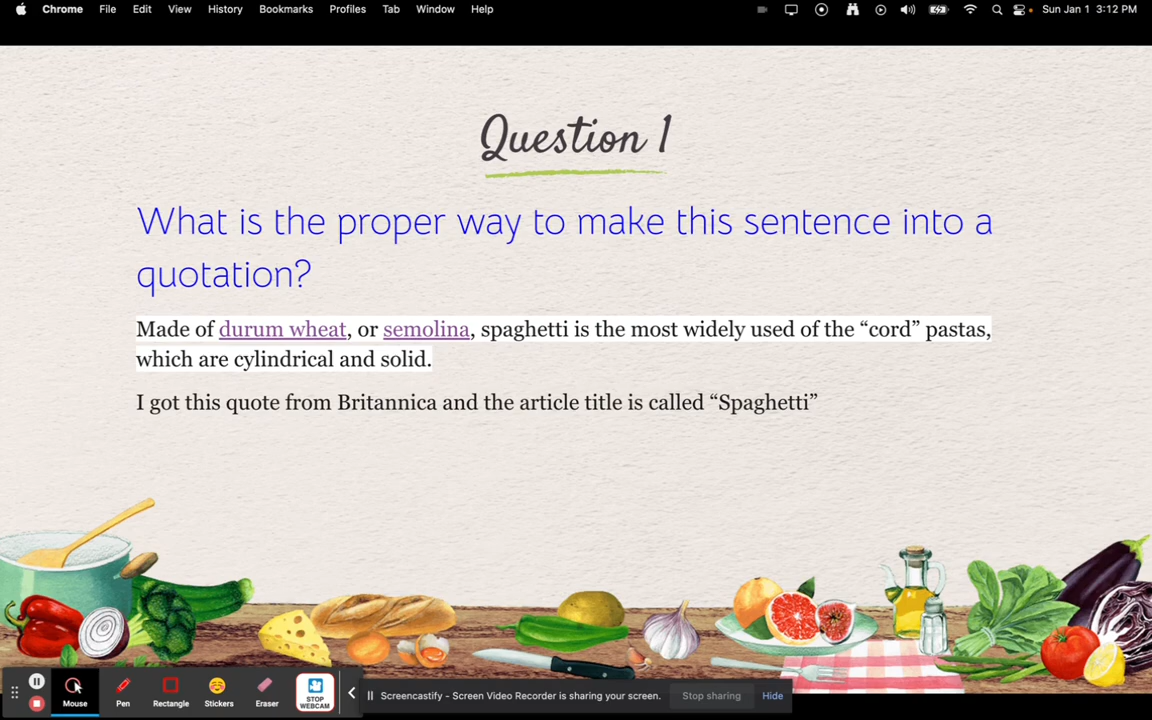 Chrome File Edit View History Bookmarks Profiles Tab Window Help Sun Jan 1 3:12 PM
Question 1
What is the proper way to make this sentence into a
quotation?
Made of durum wheat, or semolina, spaghetti is the most widely used of the “cord” pastas,
which are cylindrical and solid.
I got this quote from Britannica and the article title is called “Spaghetti”
Mouse Pen Rectangle Stickers Eraser STOP WEBCAM
Screencastify - Screen Video Recorder is sharing your screen. Stop sharing Hide